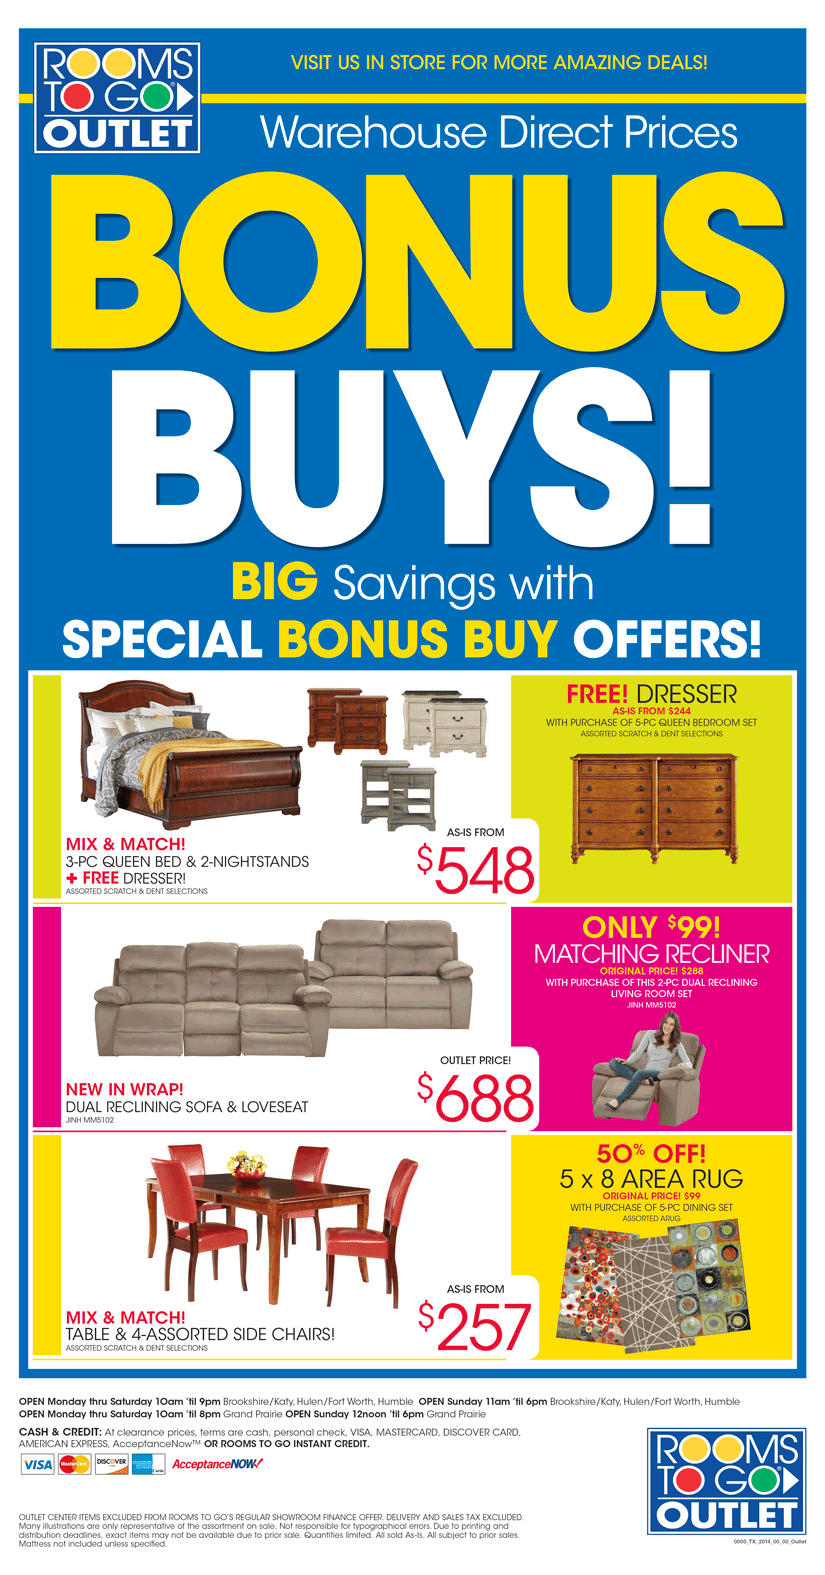 ROOMS
TO GO
OUTLET
VISIT US IN STORE FOR MORE AMAZING DEALS!
Warehouse Direct Prices
BONUS
BUYS!
BIG Savings with
SPECIAL BONUS BUY OFFERS!
MIX & MATCH!
3-PC QUEEN BED & 2-NIGHTSTANDS
+ FREE DRESSER!
ASSORTED SCRATCH & DENT SELECTIONS
AS-IS FROM
$548
FREE! DRESSER
AS-IS FROM $244
WITH PURCHASE OF 5-PC QUEEN BEDROOM SET
ASSORTED SCRATCH & DENT SELECTIONS
NEW IN WRAP!
DUAL RECLINING SOFA & LOVESEAT
JINH MM5102
OUTLET PRICE!
$688
ONLY $99!
MATCHING RECLINER
ORIGINAL PRICE! $288
WITH PURCHASE OF THIS 2-PC DUAL RECLINING
LIVING ROOM SET
JINH MM5102
MIX & MATCH!
TABLE & 4-ASSORTED SIDE CHAIRS!
ASSORTED SCRATCH & DENT SELECTIONS
AS-IS FROM
$257
50% OFF!
5 x 8 AREA RUG
ORIGINAL PRICE! $99
WITH PURCHASE OF 5-PC DINING SET
ASSORTED ARUG
OPEN Monday thru Saturday 10am ’til 9pm Brookshire/Katy, Hulen/Fort Worth, Humble OPEN Sunday 11am ’til 6pm Brookshire/Katy, Hulen/Fort Worth, Humble
OPEN Monday thru Saturday 10am ’til 8pm Grand Prairie OPEN Sunday 12noon ’til 6pm Grand Prairie
CASH & CREDIT: At clearance prices, terms are cash, personal check, VISA, MASTERCARD, DISCOVER CARD,
AMERICAN EXPRESS, AcceptanceNow™ OR ROOMS TO GO INSTANT CREDIT.
VISA MasterCard DISCOVER Cards AcceptanceNOW!
OUTLET CENTER ITEMS EXCLUDED FROM ROOMS TO GO'S REGULAR SHOWROOM FINANCE OFFER. DELIVERY AND SALES TAX EXCLUDED.
Many illustrations are only representative of the assortment on sale. Not responsible for typographical errors. Due to printing and
distribution deadlines, exact items may not be available due to prior sale. Quantities limited. All sold As-Is. All subject to prior sales.
Mattress not included unless specified.
ROOMS
TO GO®
OUTLET
0000_TX_2014_00_00_Outlet